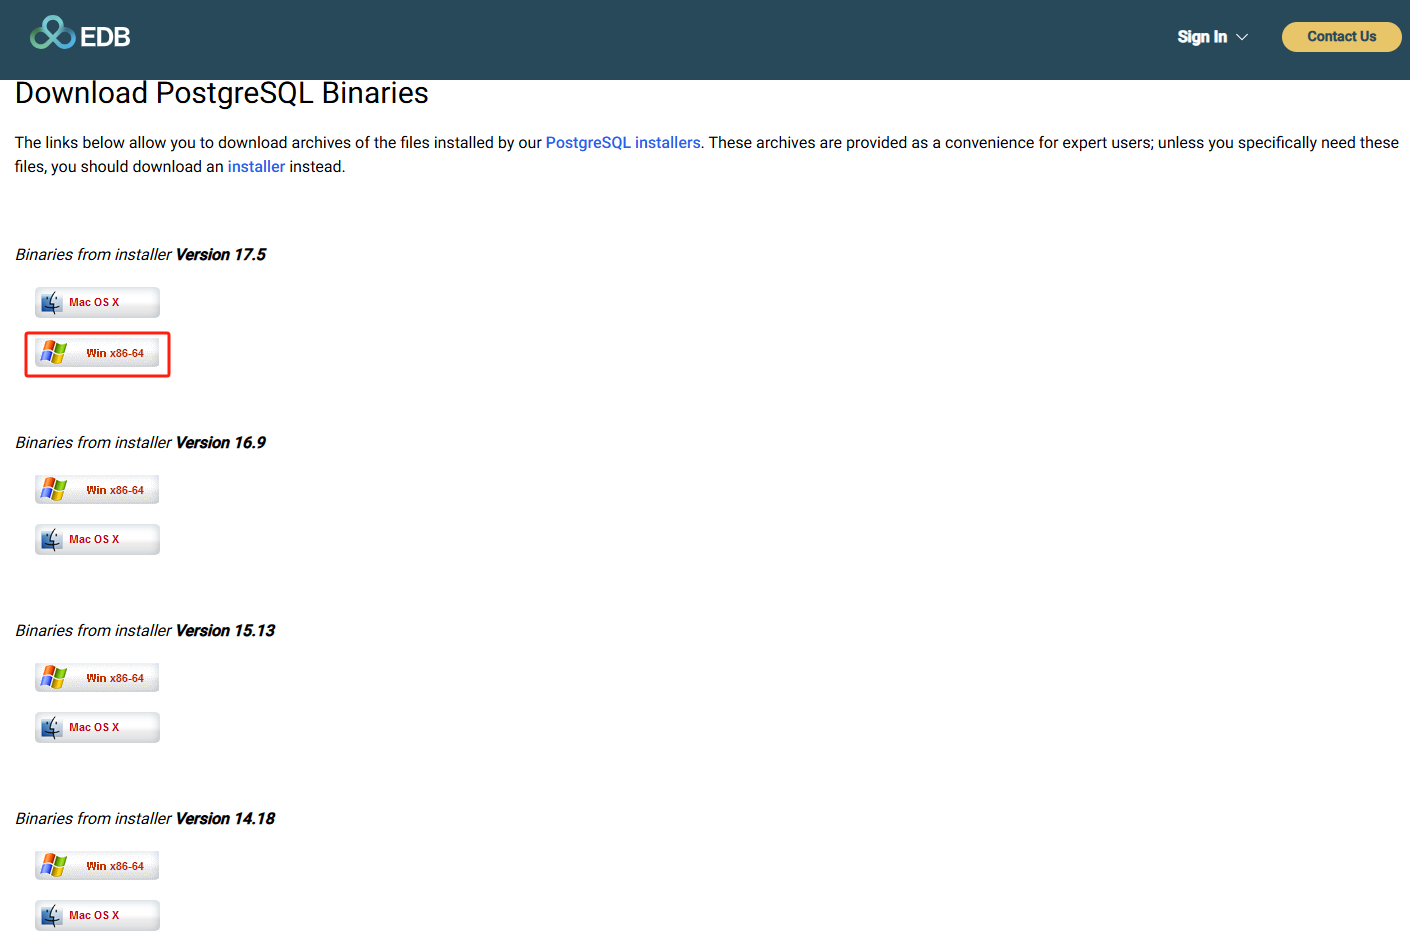 EDB
Sign In
Contact Us
Download PostgreSQL Binaries
The links below allow you to download archives of the files installed by our PostgreSQL installers. These archives are provided as a convenience for expert users; unless you specifically need these
files, you should download an installer instead.
Binaries from installer Version 17.5
Mac OS X
Win x86-64
Binaries from installer Version 16.9
Win x86-64
Mac OS X
Binaries from installer Version 15.13
Win x86-64
Mac OS X
Binaries from installer Version 14.18
Win x86-64
Mac OS X